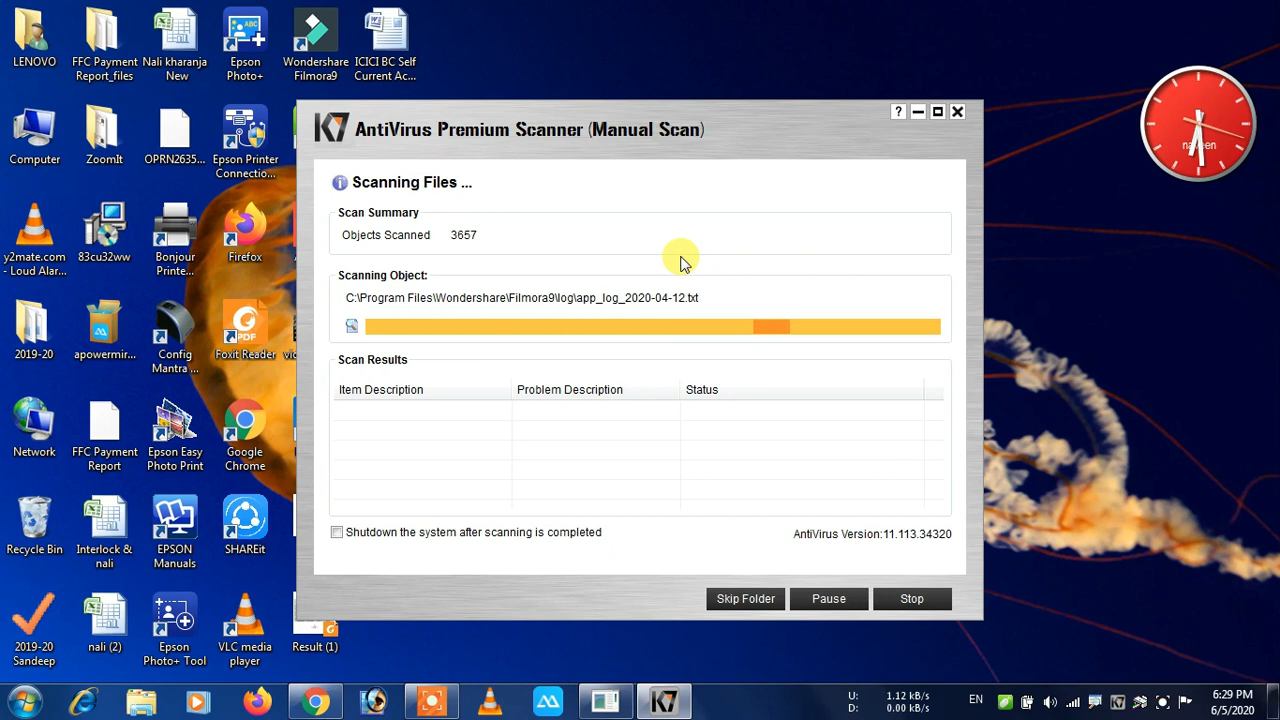 LENOVO
FFC Payment
Report_files
Nali kharanja
New
Epson
Photo+
Wondershare
Filmora9
ICICI BC Self
Current Ac...
Computer
ZoomIt
OPRN2635...
Epson Printer
Connectio...
y2mate.com
- Loud Alar...
83cu32ww
Bonjour
Printe...
Firefox
2019-20
apowermir...
Config
Mantra ...
Foxit Reader
Network
FFC Payment
Report
Epson Easy
Photo Print
Google
Chrome
Recycle Bin
Interlock &
nali
EPSON
Manuals
SHAREit
2019-20
Sandeep
nali (2)
Epson
Photo+ Tool
VLC media
player
Result (1)
K7 AntiVirus Premium Scanner (Manual Scan)
?
Scanning Files ...
Scan Summary
Objects Scanned 3657
Scanning Object:
C:\Program Files\Wondershare\Filmora9\log\app_log_2020-04-12.txt
Scan Results
Item Description Problem Description Status
Shutdown the system after scanning is completed
AntiVirus Version:11.113.34320
Skip Folder Pause Stop
naveen
U: 1.12 kB/s
D: 0.00 kB/s
EN
6:29 PM
6/5/2020